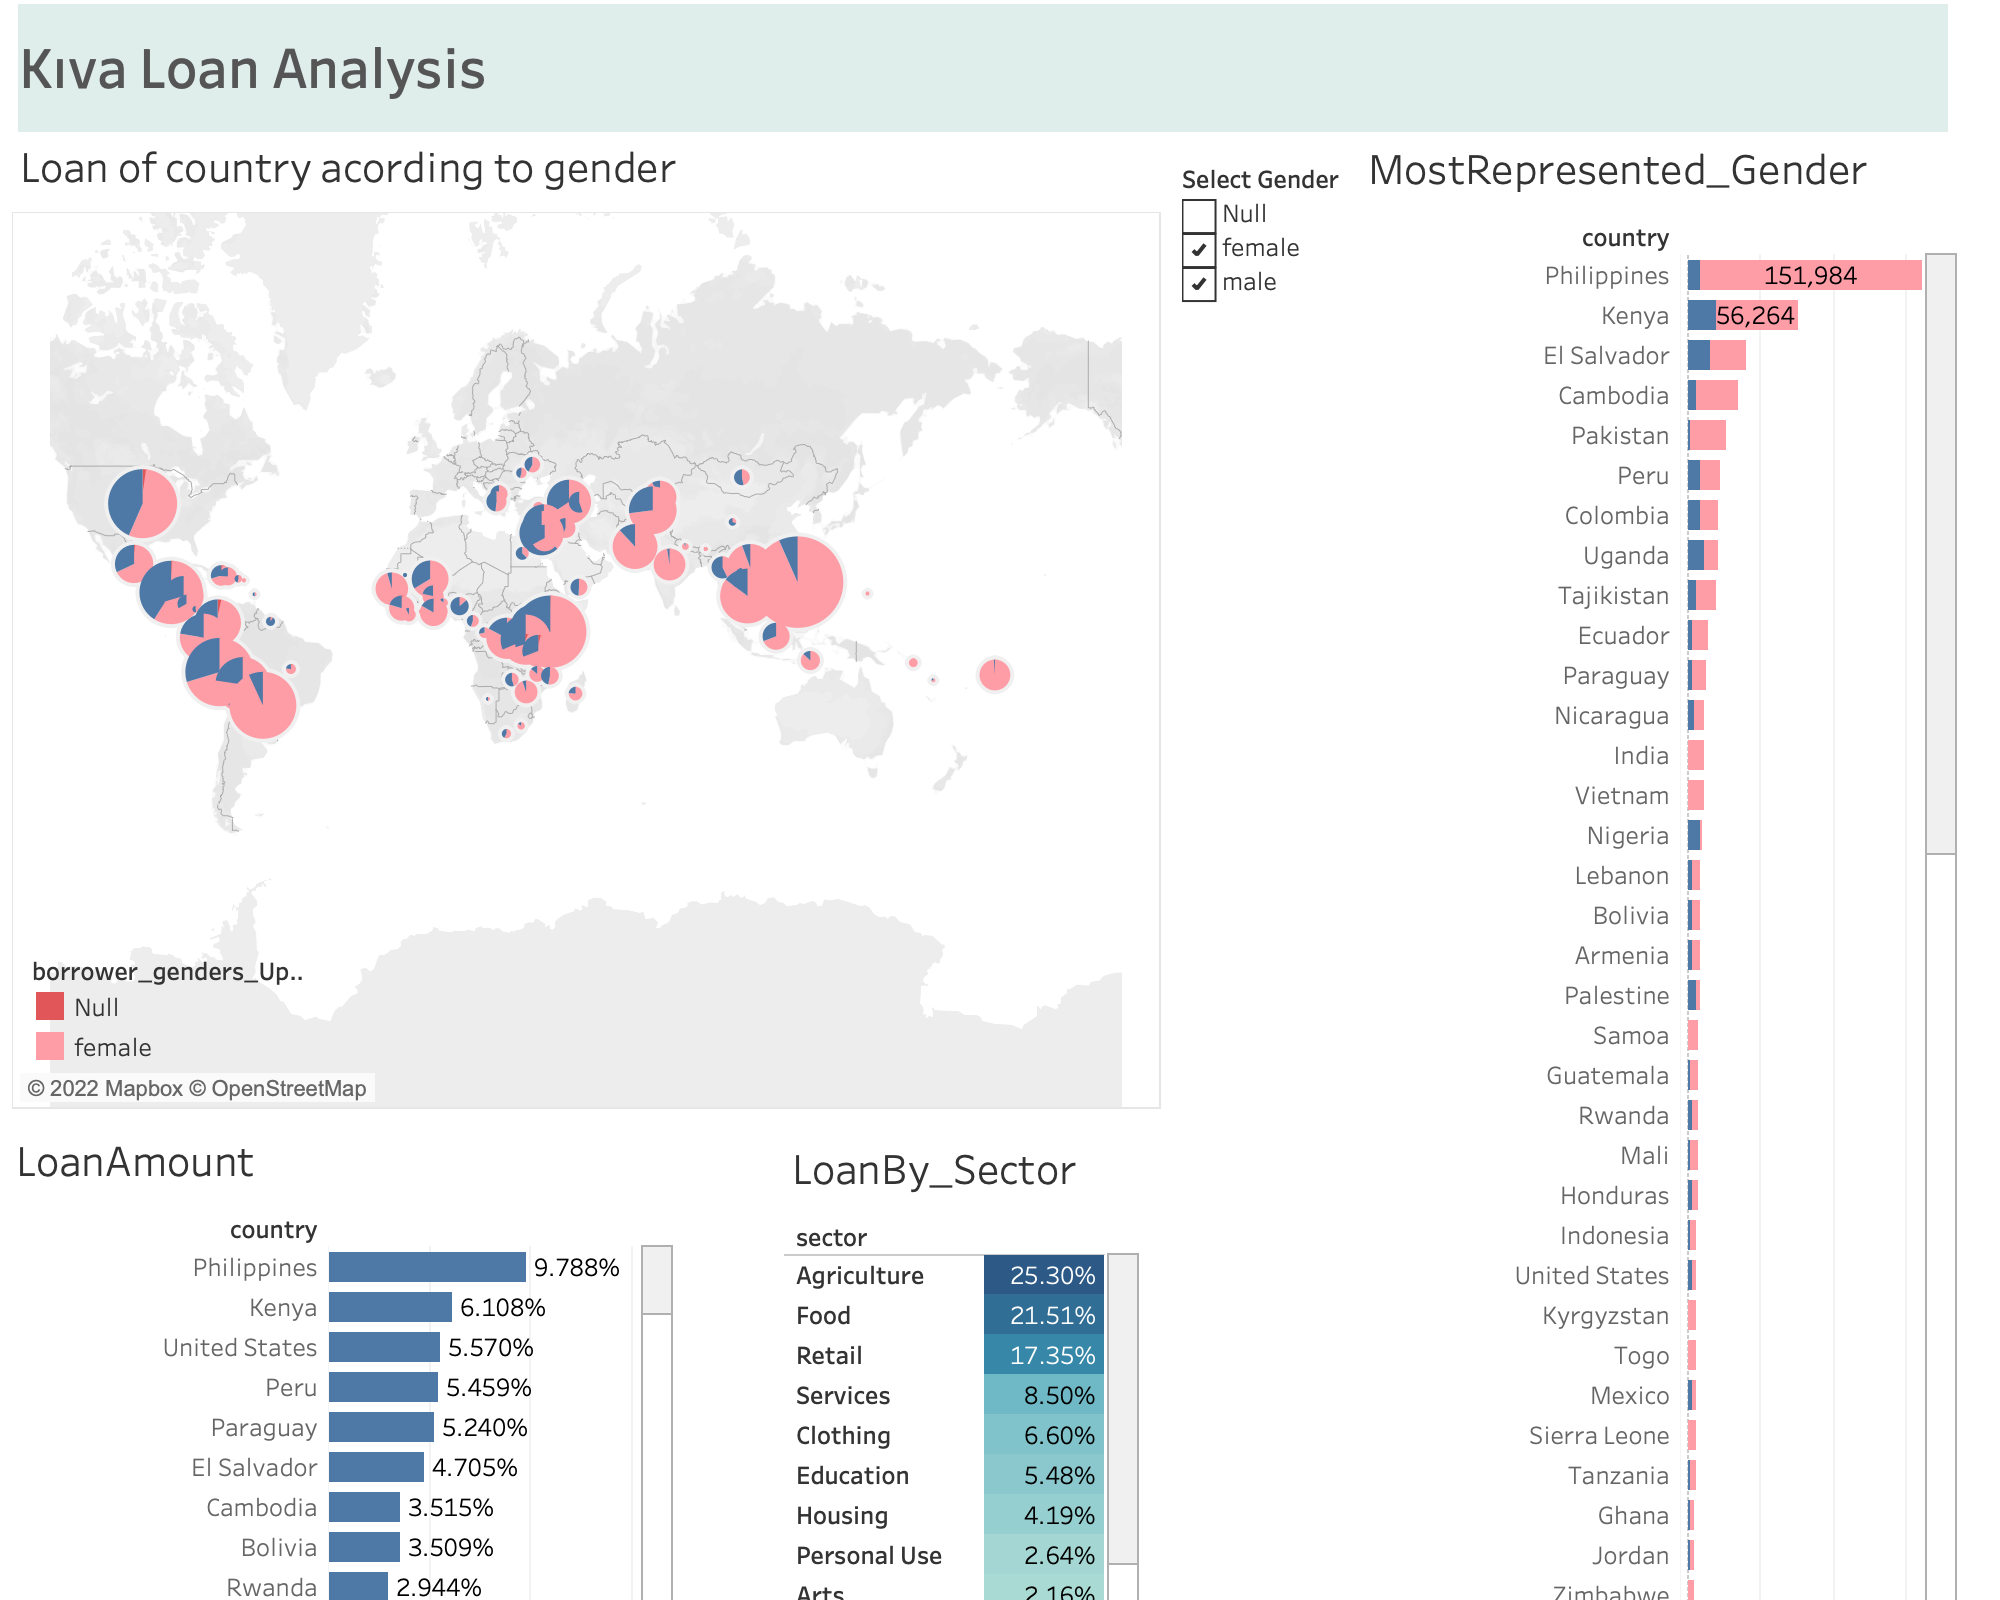 Kıva Loan Analysis
Loan of country acording to gender
Select Gender
Null
female
male
borrower_genders_Up..
Null
female
© 2022 Mapbox © OpenStreetMap
MostRepresented_Gender
country
Philippines 151,984
Kenya 56,264
El Salvador
Cambodia
Pakistan
Peru
Colombia
Uganda
Tajikistan
Ecuador
Paraguay
Nicaragua
India
Vietnam
Nigeria
Lebanon
Bolivia
Armenia
Palestine
Samoa
Guatemala
Rwanda
Mali
Honduras
Indonesia
United States
Kyrgyzstan
Togo
Mexico
Sierra Leone
Tanzania
Ghana
Jordan
Zimbabwe
LoanAmount
country
Philippines 9.788%
Kenya 6.108%
United States 5.570%
Peru 5.459%
Paraguay 5.240%
El Salvador 4.705%
Cambodia 3.515%
Bolivia 3.509%
Rwanda 2.944%
LoanBy_Sector
sector
Agriculture 25.30%
Food 21.51%
Retail 17.35%
Services 8.50%
Clothing 6.60%
Education 5.48%
Housing 4.19%
Personal Use 2.64%
Arts 2.16%